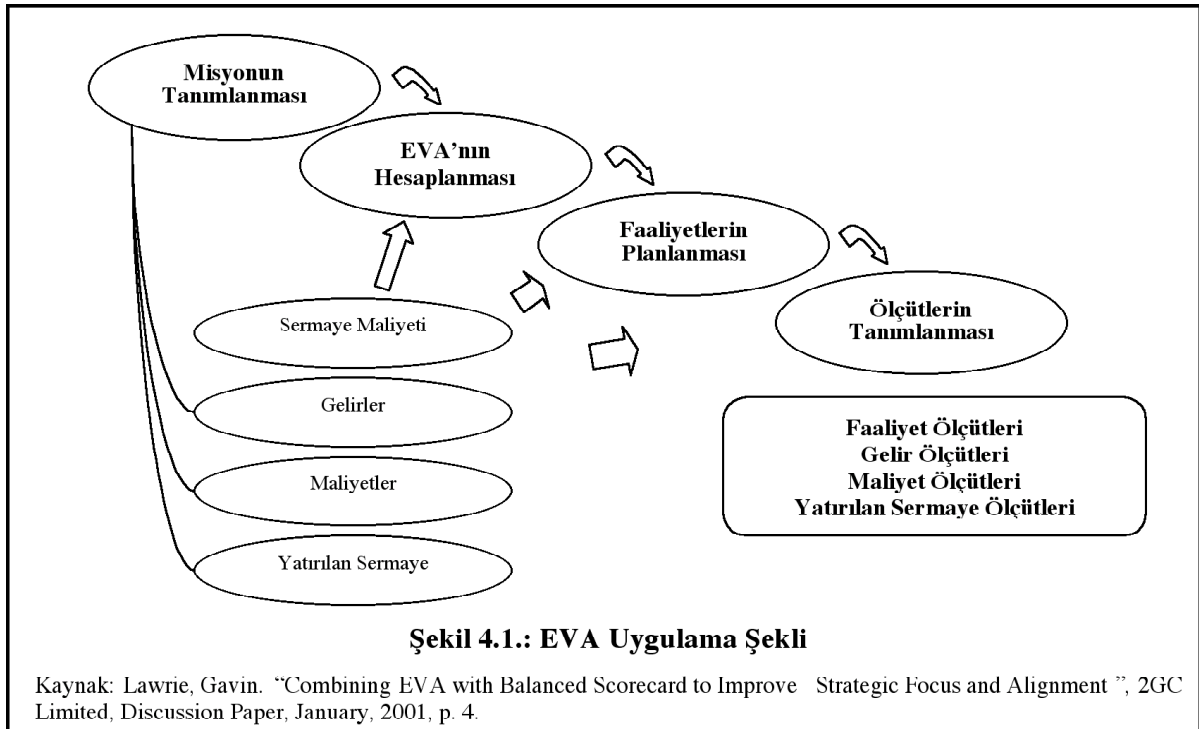 Misyonun
Tanımlanması
EVA’nın
Hesaplanması
Faaliyetlerin
Planlanması
Ölçütlerin
Tanımlanması
Sermaye Maliyeti
Gelirler
Maliyetler
Yatırılan Sermaye
Faaliyet Ölçütleri
Gelir Ölçütleri
Maliyet Ölçütleri
Yatırılan Sermaye Ölçütleri
Şekil 4.1.: EVA Uygulama Şekli
Kaynak: Lawrie, Gavin. “Combining EVA with Balanced Scorecard to Improve Strategic Focus and Alignment ”, 2GC
Limited, Discussion Paper, January, 2001, p. 4.